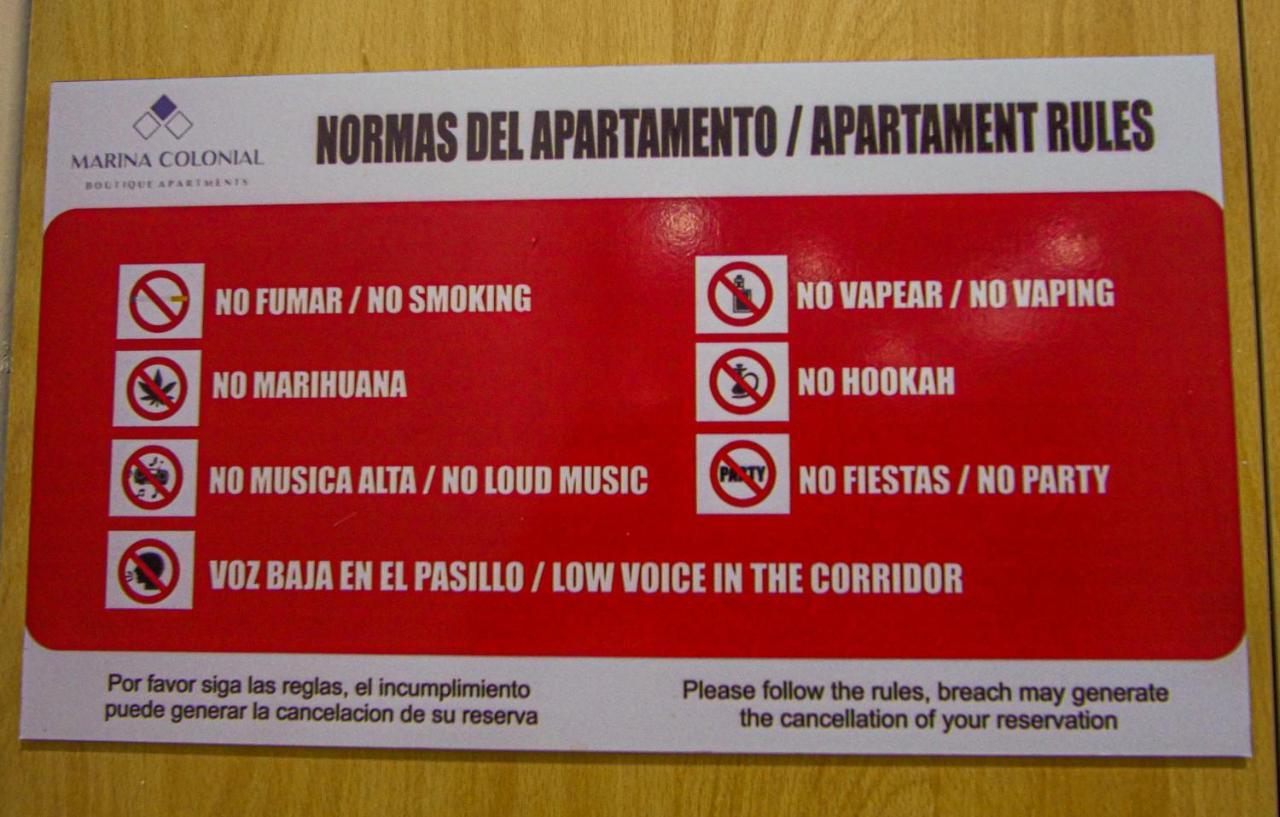 MARINA COLONIAL
BOUTIQUE APARTMENTS
NORMAS DEL APARTAMENTO / APARTAMENT RULES
NO FUMAR / NO SMOKING
NO VAPEAR / NO VAPING
NO MARIHUANA
NO HOOKAH
NO MUSICA ALTA / NO LOUD MUSIC
PARTY
NO FIESTAS / NO PARTY
VOZ BAJA EN EL PASILLO / LOW VOICE IN THE CORRIDOR
Por favor siga las reglas, el incumplimiento
puede generar la cancelacion de su reserva
Please follow the rules, breach may generate
the cancellation of your reservation